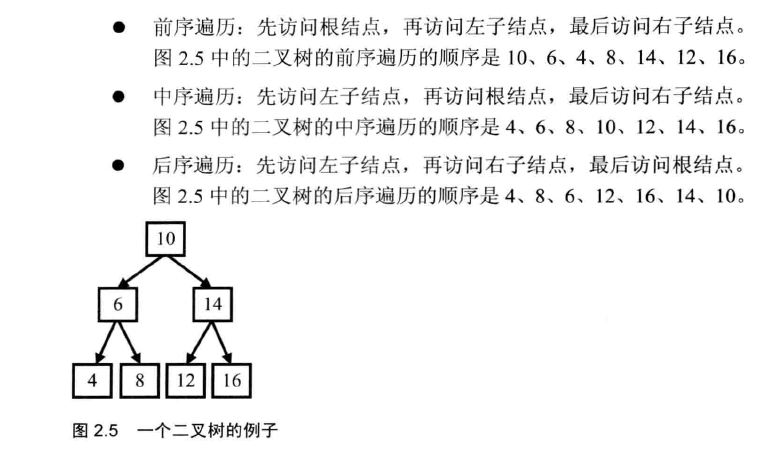 ● 前序遍历：先访问根结点，再访问左子结点，最后访问右子结点。
图 2.5 中的二叉树的前序遍历的顺序是 10、6、4、8、14、12、16。
● 中序遍历：先访问左子结点，再访问根结点，最后访问右子结点。
图 2.5 中的二叉树的中序遍历的顺序是 4、6、8、10、12、14、16。
● 后序遍历：先访问左子结点，再访问右子结点，最后访问根结点。
图 2.5 中的二叉树的后序遍历的顺序是 4、8、6、12、16、14、10。
10
6 14
4 8 12 16
图 2.5 一个二叉树的例子